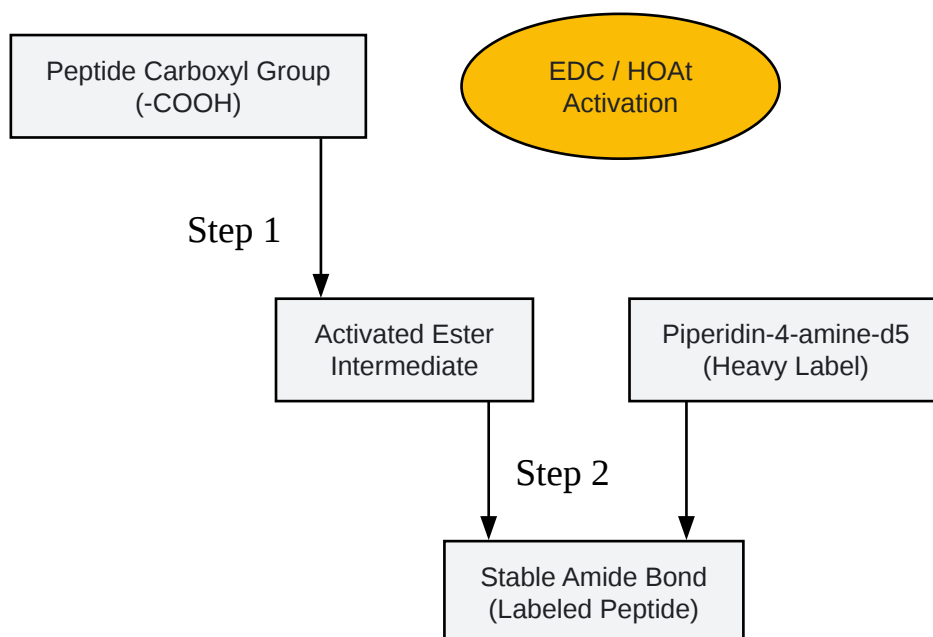 Peptide Carboxyl Group
(-COOH)
EDC / HOAt
Activation
Step 1
Activated Ester
Intermediate
Piperidin-4-amine-d5
(Heavy Label)
Step 2
Stable Amide Bond
(Labeled Peptide)